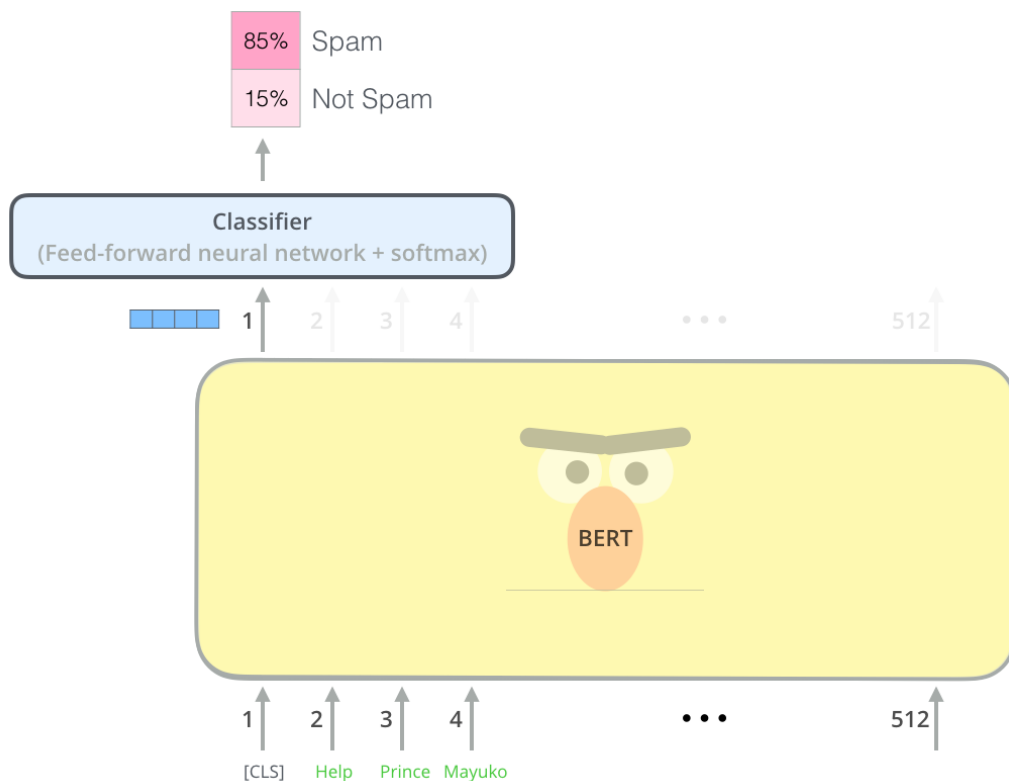 85% Spam
15% Not Spam
Classifier
(Feed-forward neural network + softmax)
1 2 3 4 ••• 512
BERT
1 2 3 4 ••• 512
[CLS] Help Prince Mayuko